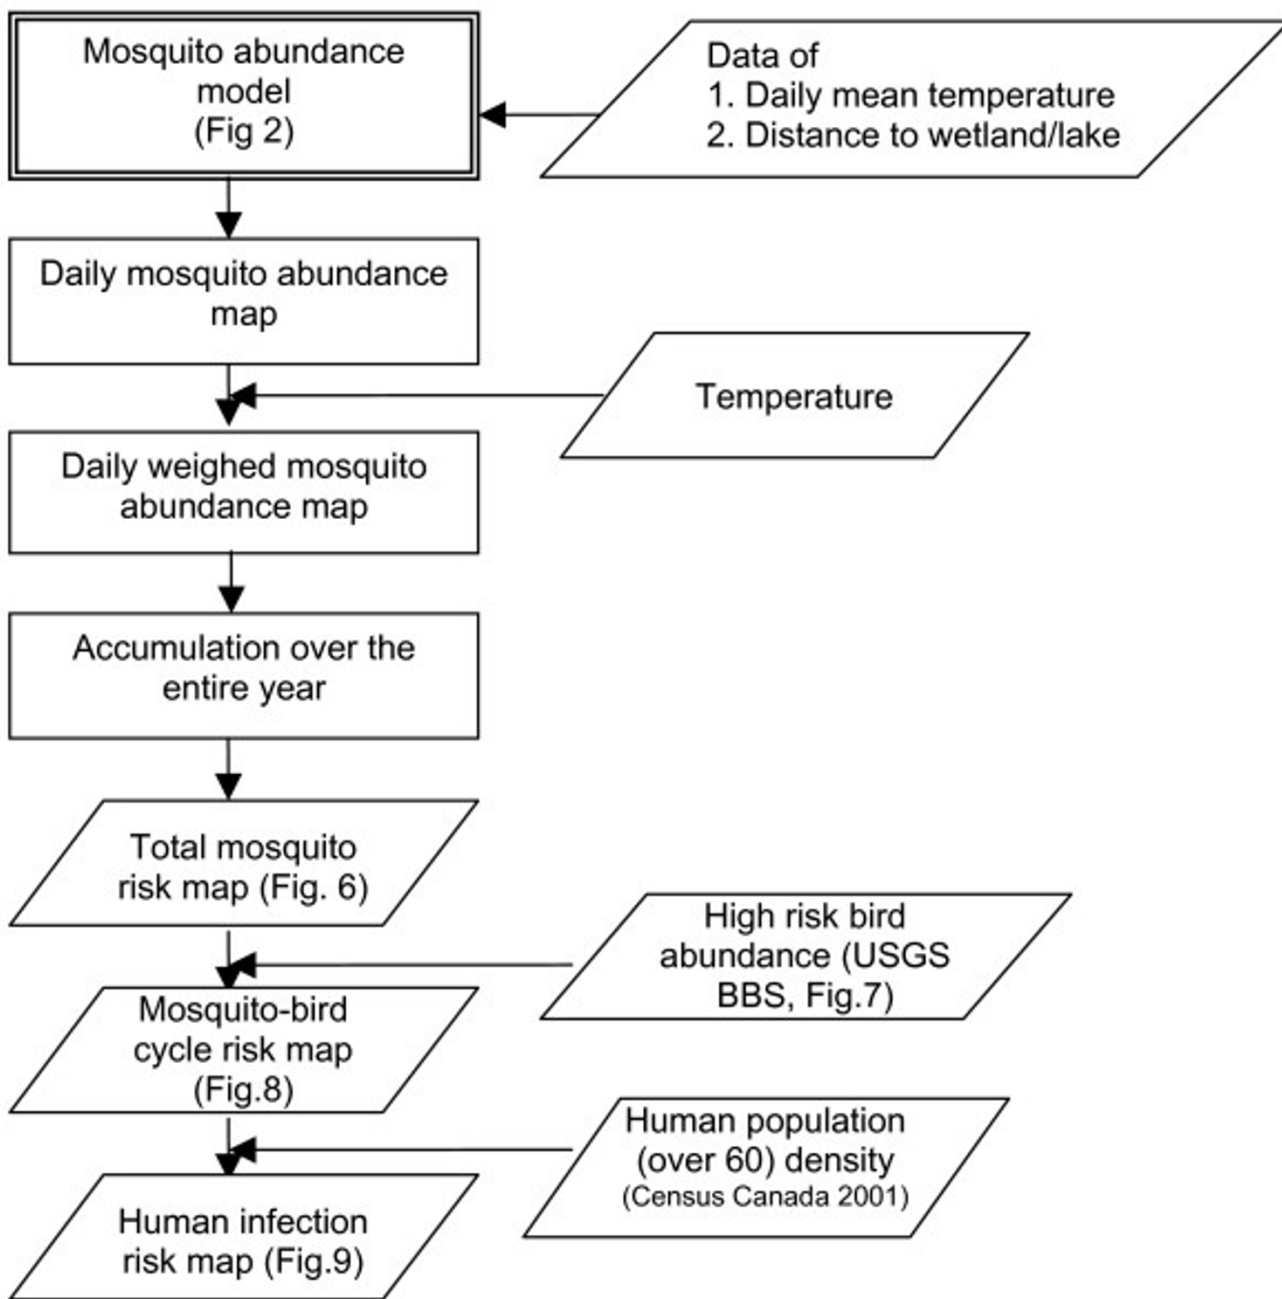 Mosquito abundance
model
(Fig 2)
Data of
1. Daily mean temperature
2. Distance to wetland/lake
Daily mosquito abundance
map
Temperature
Daily weighed mosquito
abundance map
Accumulation over the
entire year
Total mosquito
risk map (Fig. 6)
High risk bird
abundance (USGS
BBS, Fig.7)
Mosquito-bird
cycle risk map
(Fig.8)
Human population
(over 60) density
(Census Canada 2001)
Human infection
risk map (Fig.9)